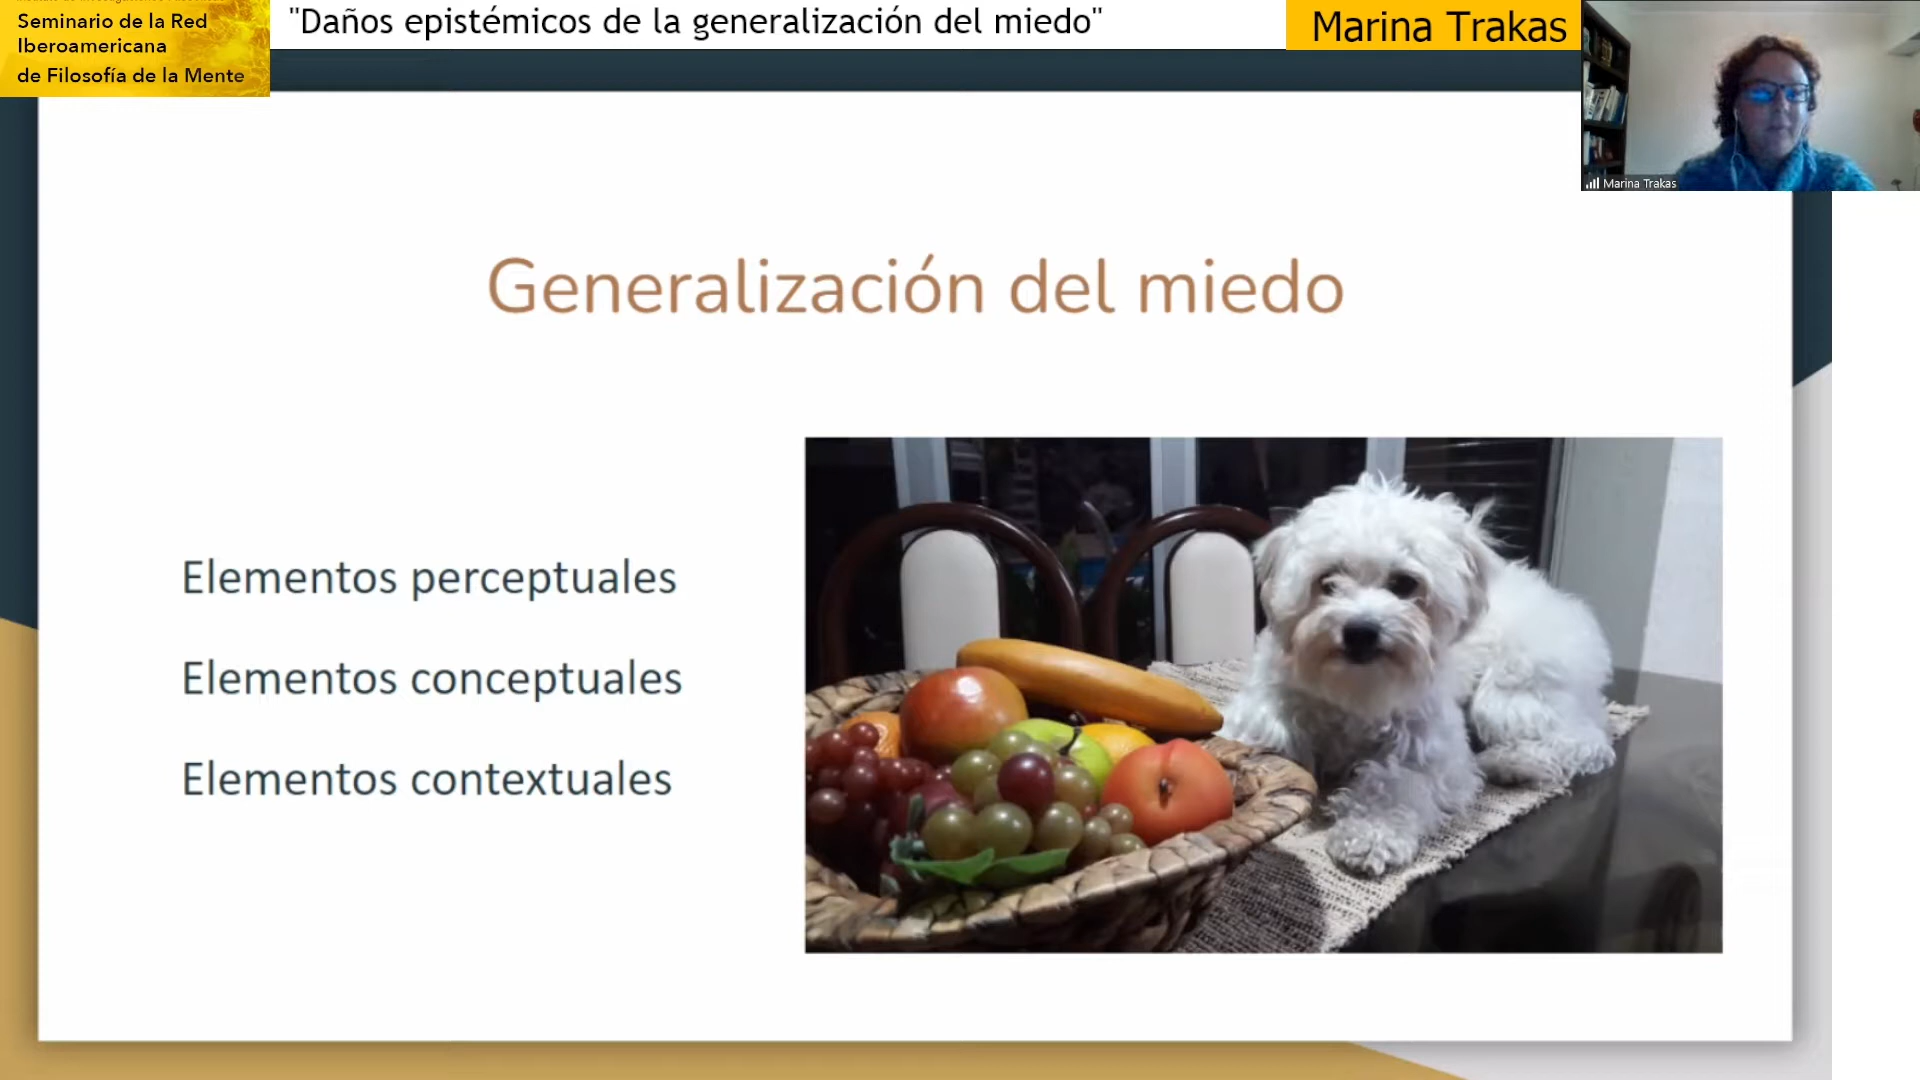 Seminario de la Red
Iberoamericana
de Filosofía de la Mente
"Daños epistémicos de la generalización del miedo"
Marina Trakas
Marina Trakas
Generalización del miedo
Elementos perceptuales
Elementos conceptuales
Elementos contextuales